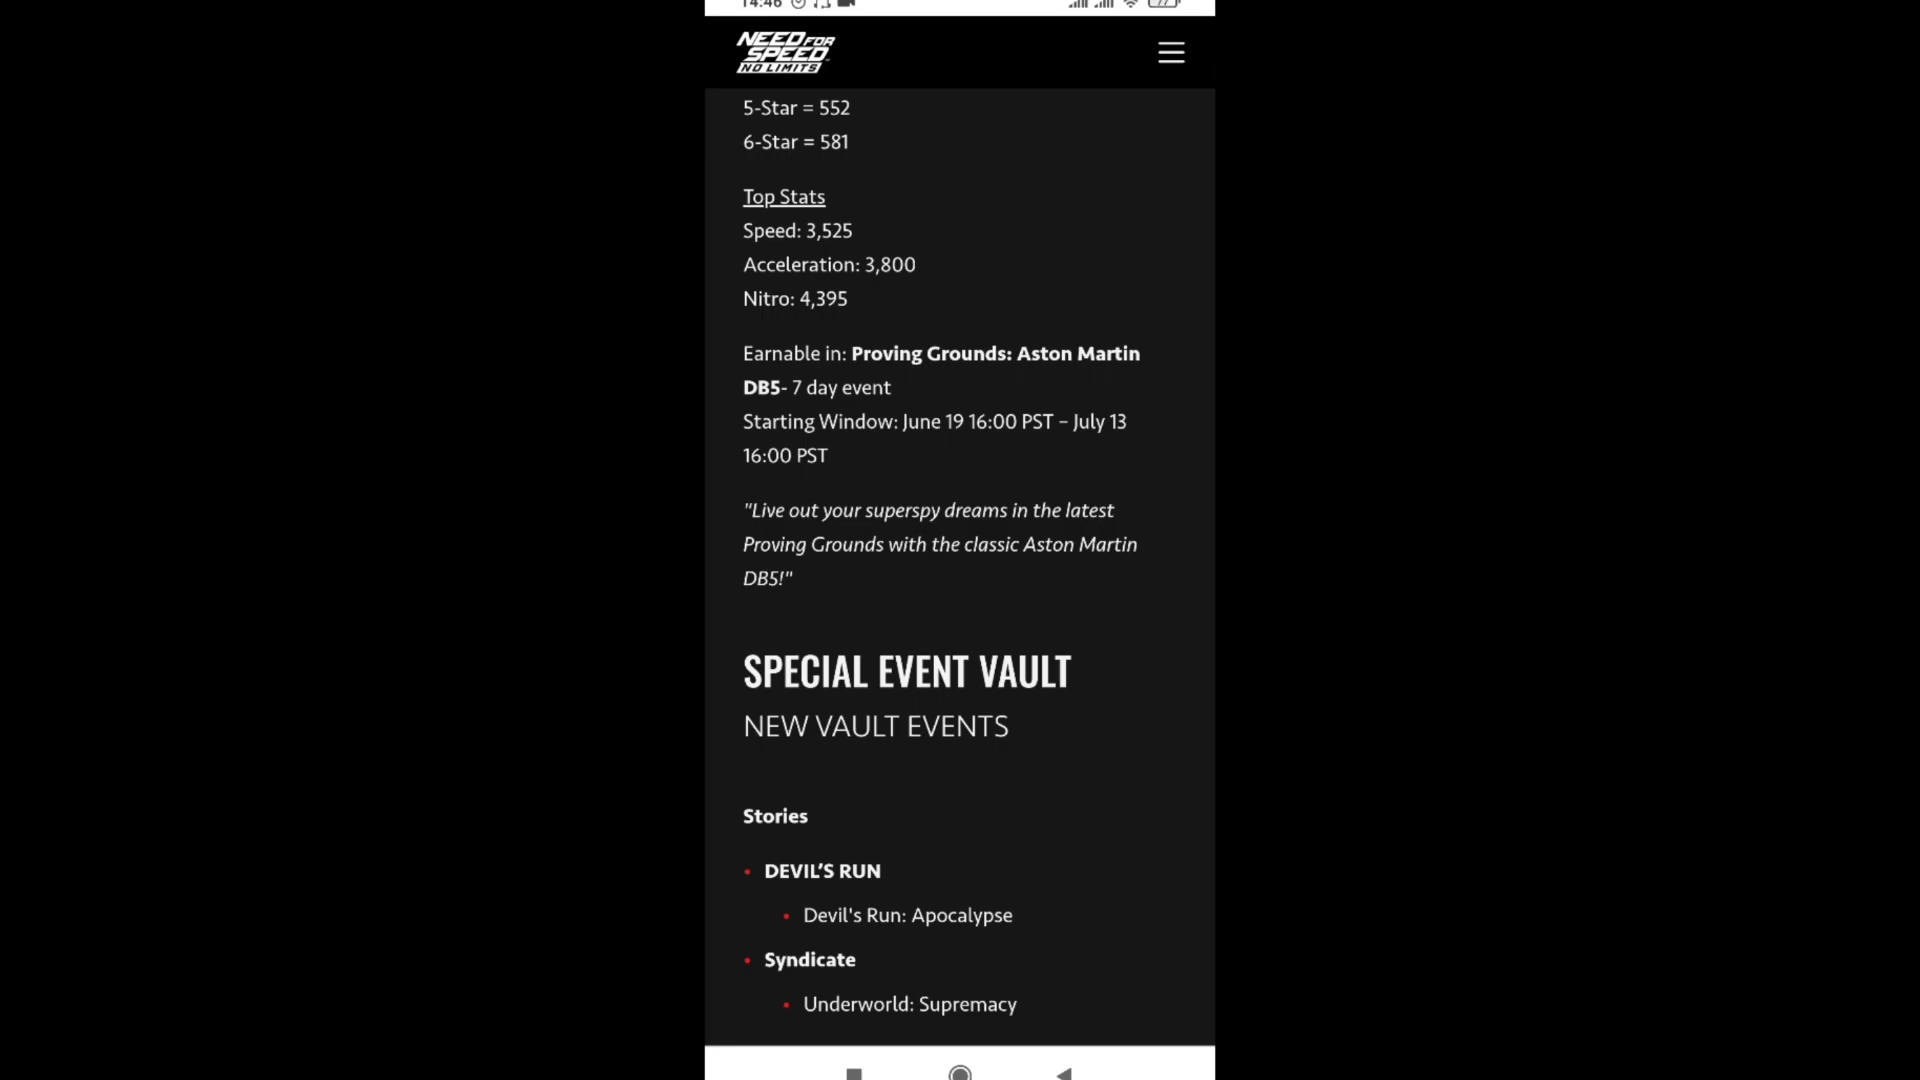 14:46
NEED FOR
SPEED
NO LIMITS
5-Star = 552
6-Star = 581
Top Stats
Speed: 3,525
Acceleration: 3,800
Nitro: 4,395
Earnable in: Proving Grounds: Aston Martin
DB5- 7 day event
Starting Window: June 19 16:00 PST – July 13
16:00 PST
"Live out your superspy dreams in the latest
Proving Grounds with the classic Aston Martin
DB5!"
SPECIAL EVENT VAULT
NEW VAULT EVENTS
Stories
• DEVIL’S RUN
• Devil's Run: Apocalypse
• Syndicate
• Underworld: Supremacy